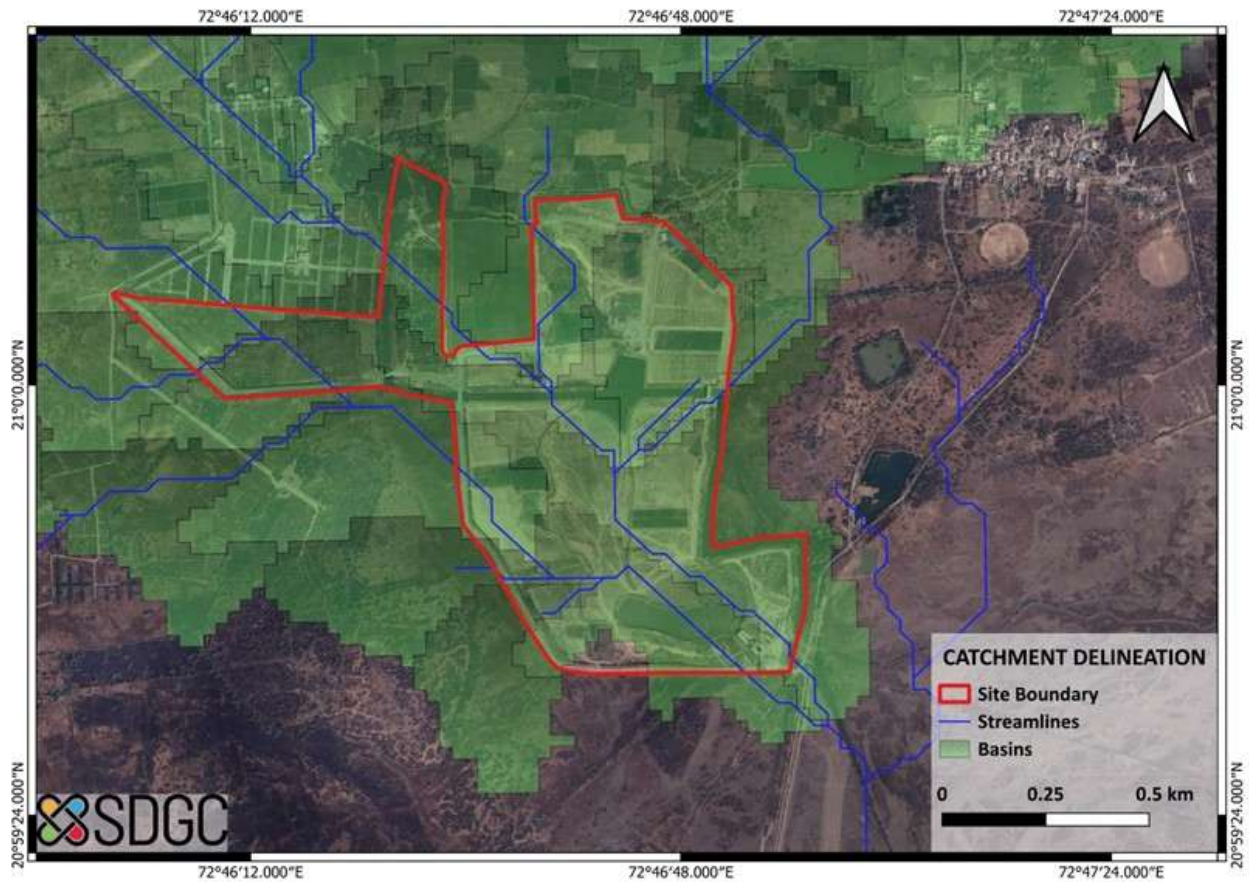 72°46'12.000"E 72°46'48.000"E 72°47'24.000"E
21°0'0.000"N 21°0'0.000"N
CATCHMENT DELINEATION
Site Boundary
Streamlines
Basins
0 0.25 0.5 km
SDGC
20°59'24.000"N 20°59'24.000"N
72°46'12.000"E 72°46'48.000"E 72°47'24.000"E